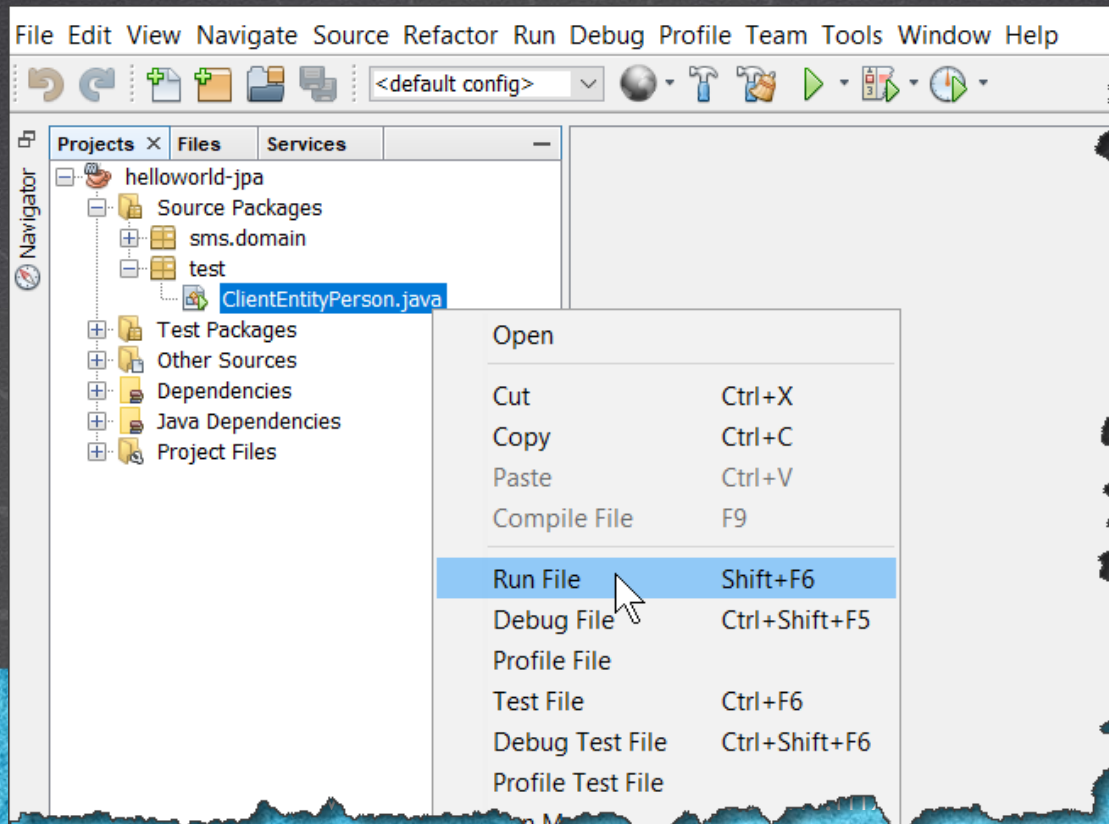 File Edit View Navigate Source Refactor Run Debug Profile Team Tools Window Help
<default config>
Projects Files Services
Navigator
helloworld-jpa
Source Packages
sms.domain
test
ClientEntityPerson.java
Test Packages
Other Sources
Dependencies
Java Dependencies
Project Files
Open
Cut Ctrl+X
Copy Ctrl+C
Paste Ctrl+V
Compile File F9
Run File Shift+F6
Debug File Ctrl+Shift+F5
Profile File
Test File Ctrl+F6
Debug Test File Ctrl+Shift+F6
Profile Test File